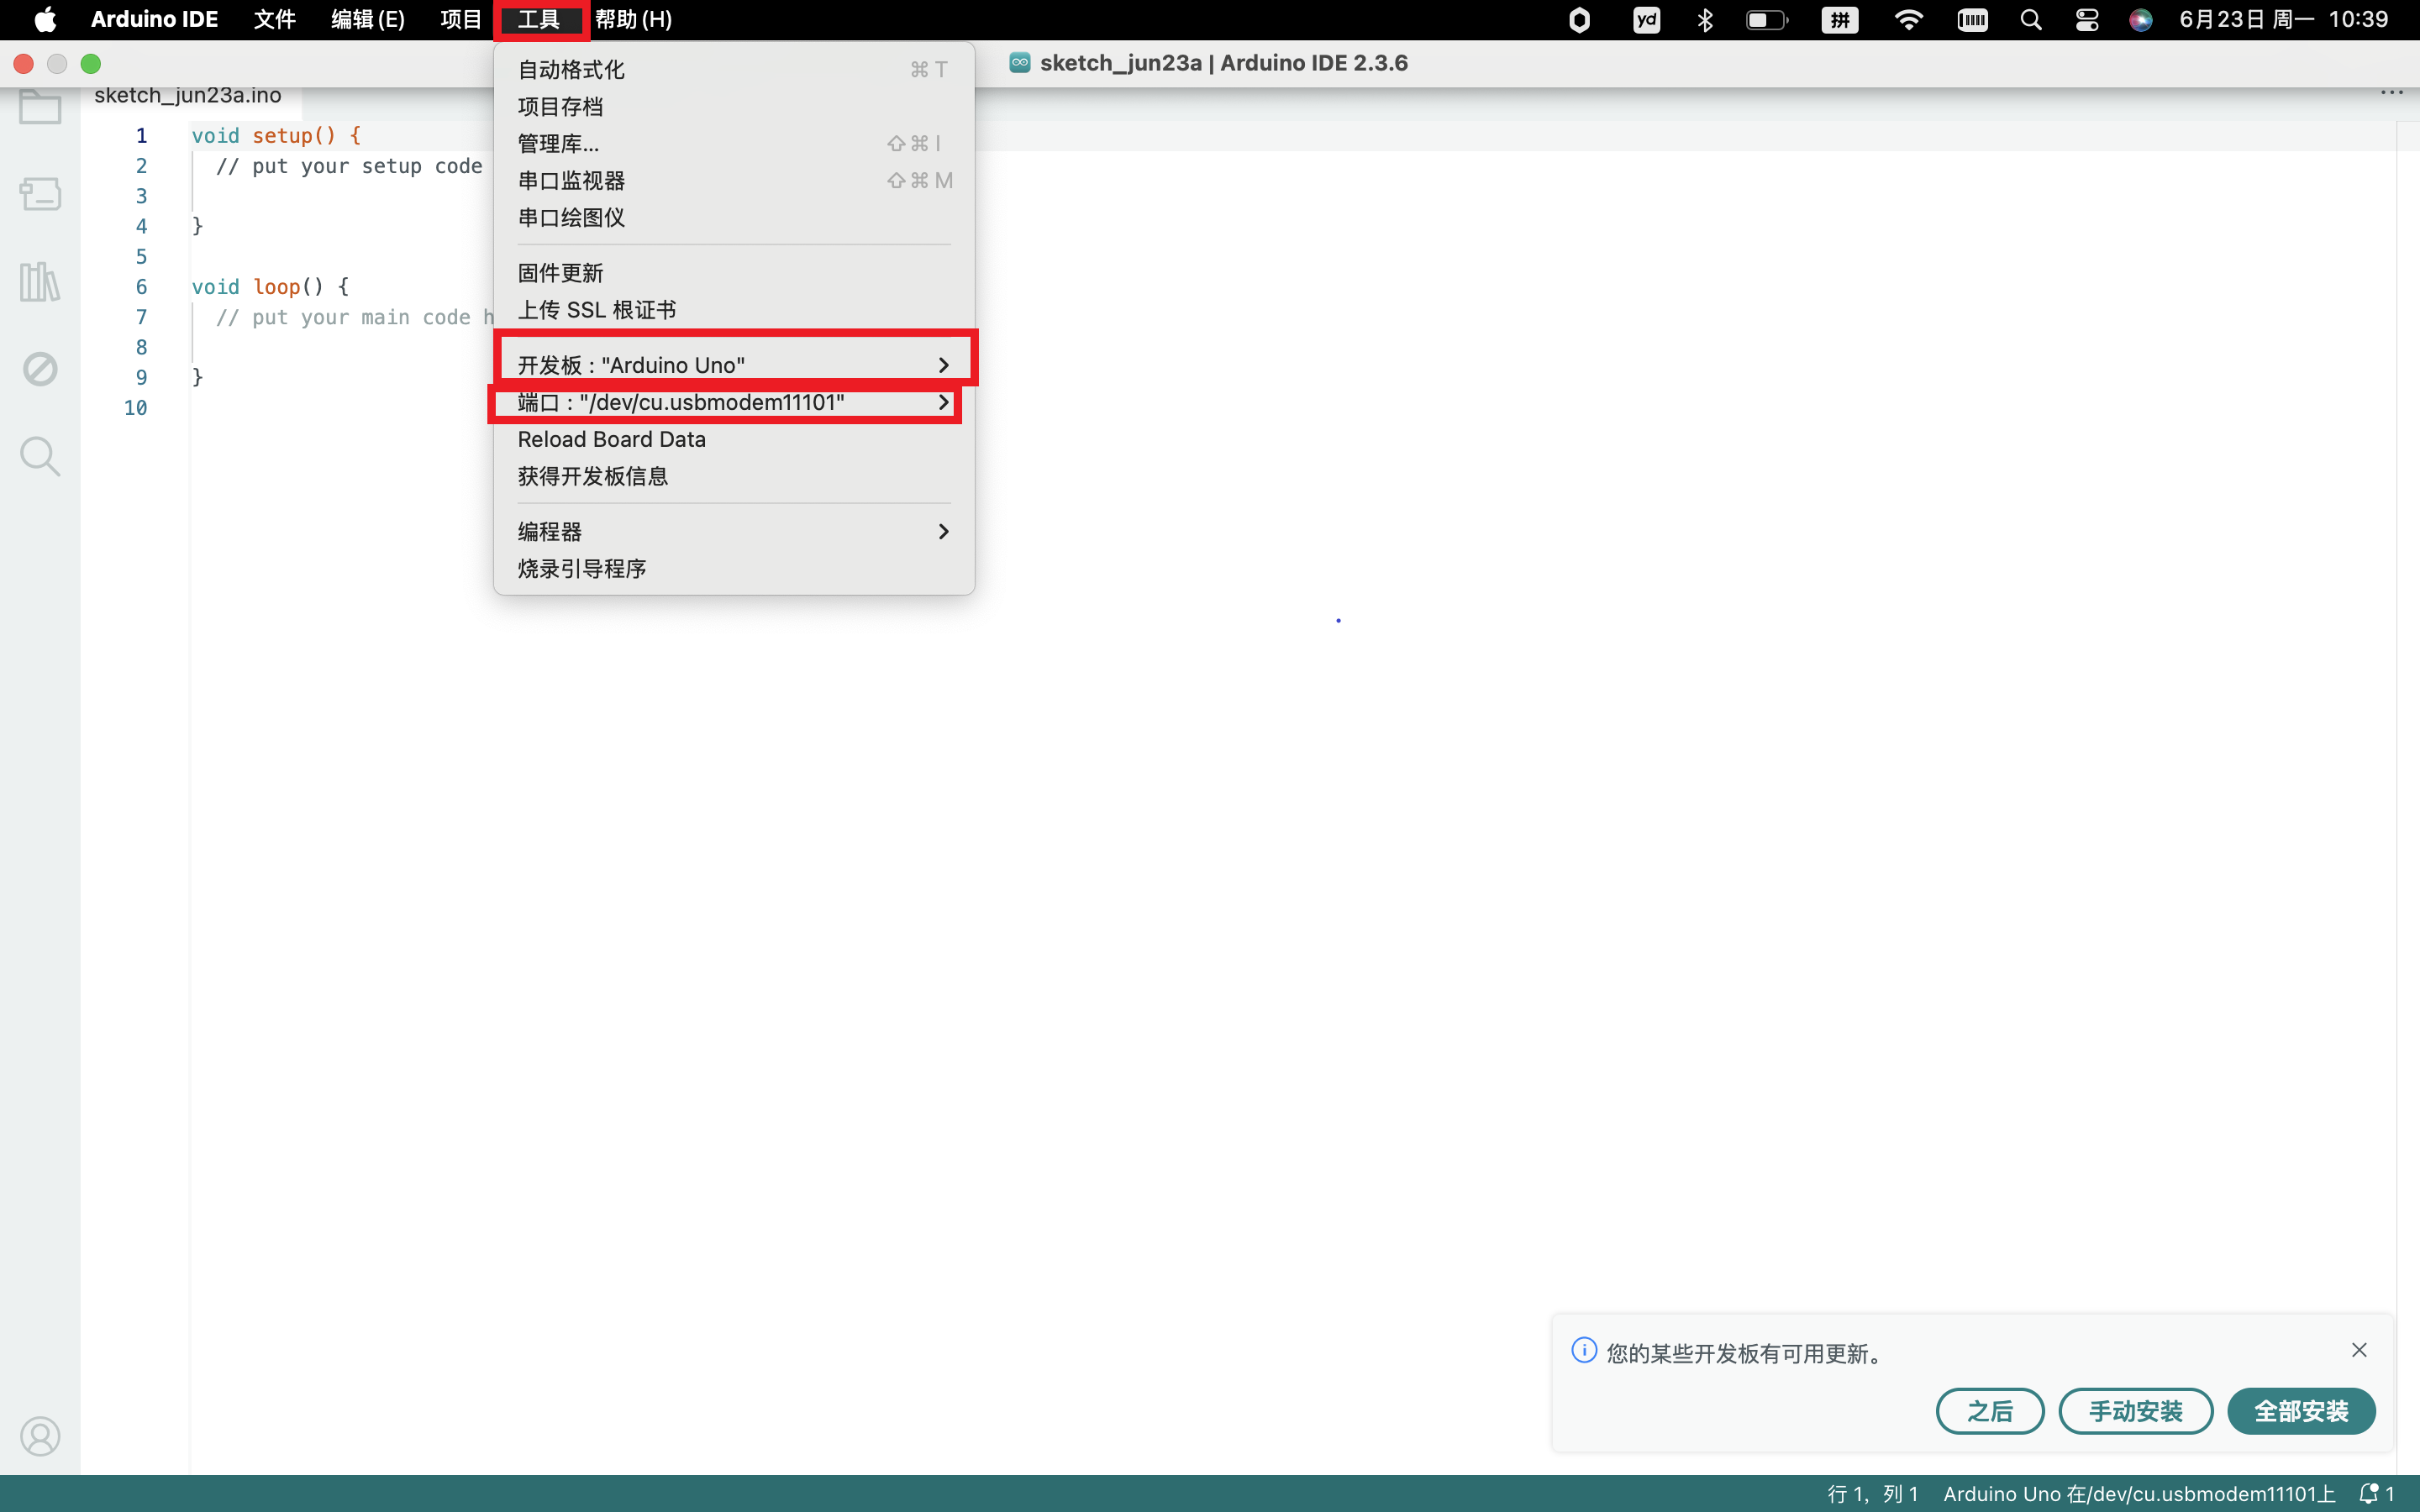 Arduino IDE 文件 编辑(E) 项目 工具 帮助(H) yd 拼 6月23日 周一 10:39
sketch_jun23a | Arduino IDE 2.3.6
sketch_jun23a.ino
1 void setup() {
2 // put your setup code
3
4 }
5
6 void loop() {
7 // put your main code h
8
9 }
10
自动格式化 ⌘ T
项目存档
管理库... ⇧ ⌘ I
串口监视器 ⇧ ⌘ M
串口绘图仪
固件更新
上传 SSL 根证书
开发板 : "Arduino Uno"
端口 : "/dev/cu.usbmodem11101"
Reload Board Data
获得开发板信息
编程器
烧录引导程序
您的某些开发板有可用更新。
之后 手动安装 全部安装
行 1，列 1 Arduino Uno 在/dev/cu.usbmodem11101上 1